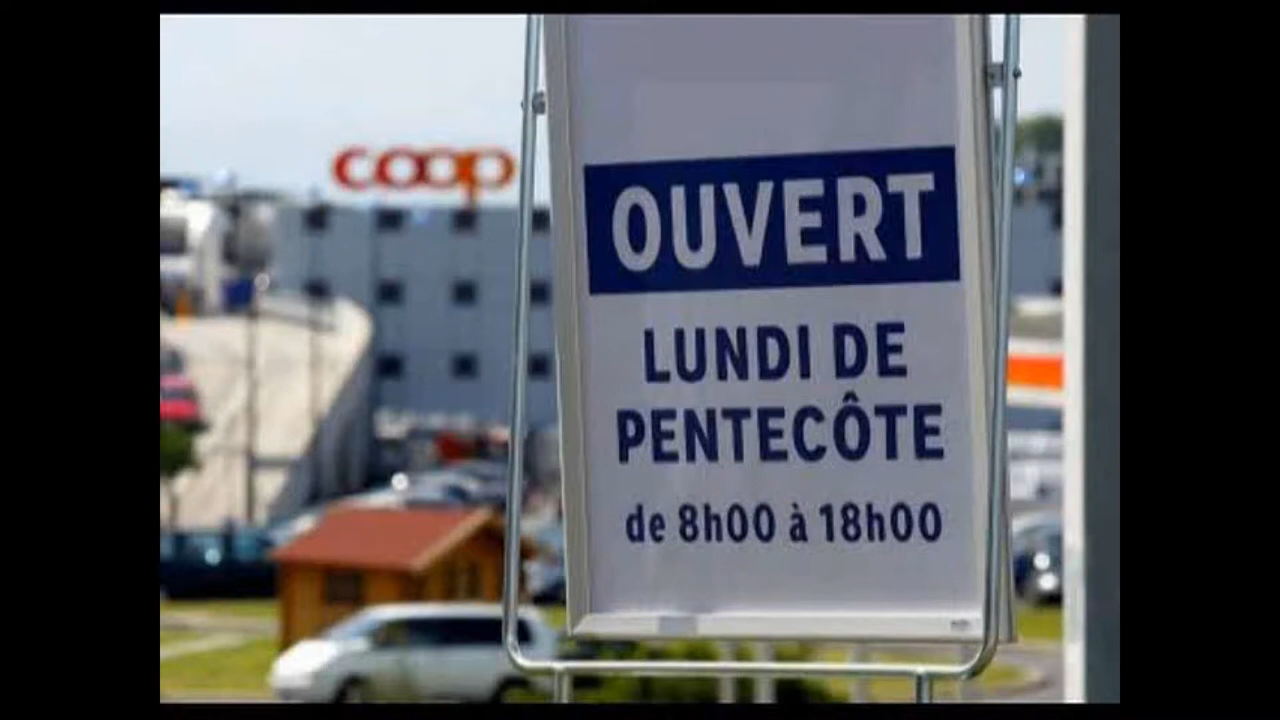 coop
OUVERT
LUNDI DE
PENTECÔTE
de 8h00 à 18h00